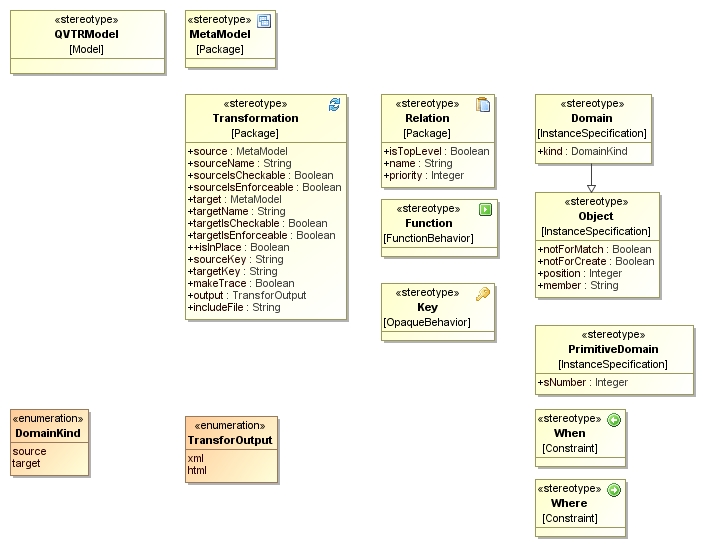 «stereotype»
QVTRModel
[Model]
«stereotype»
MetaModel
[Package]
«stereotype»
Transformation
[Package]
+source : MetaModel
+sourceName : String
+sourceIsCheckable : Boolean
+sourceIsEnforceable : Boolean
+target : MetaModel
+targetName : String
+targetIsCheckable : Boolean
+targetIsEnforceable : Boolean
++isInPlace : Boolean
+sourceKey : String
+targetKey : String
+makeTrace : Boolean
+output : TransforOutput
+includeFile : String
«stereotype»
Relation
[Package]
+isTopLevel : Boolean
+name : String
+priority : Integer
«stereotype»
Function
[FunctionBehavior]
«stereotype»
Key
[OpaqueBehavior]
«stereotype»
Domain
[InstanceSpecification]
+kind : DomainKind
«stereotype»
Object
[InstanceSpecification]
+notForMatch : Boolean
+notForCreate : Boolean
+position : Integer
+member : String
«stereotype»
PrimitiveDomain
[InstanceSpecification]
+sNumber : Integer
«enumeration»
DomainKind
source
target
«enumeration»
TransforOutput
xml
html
«stereotype»
When
[Constraint]
«stereotype»
Where
[Constraint]